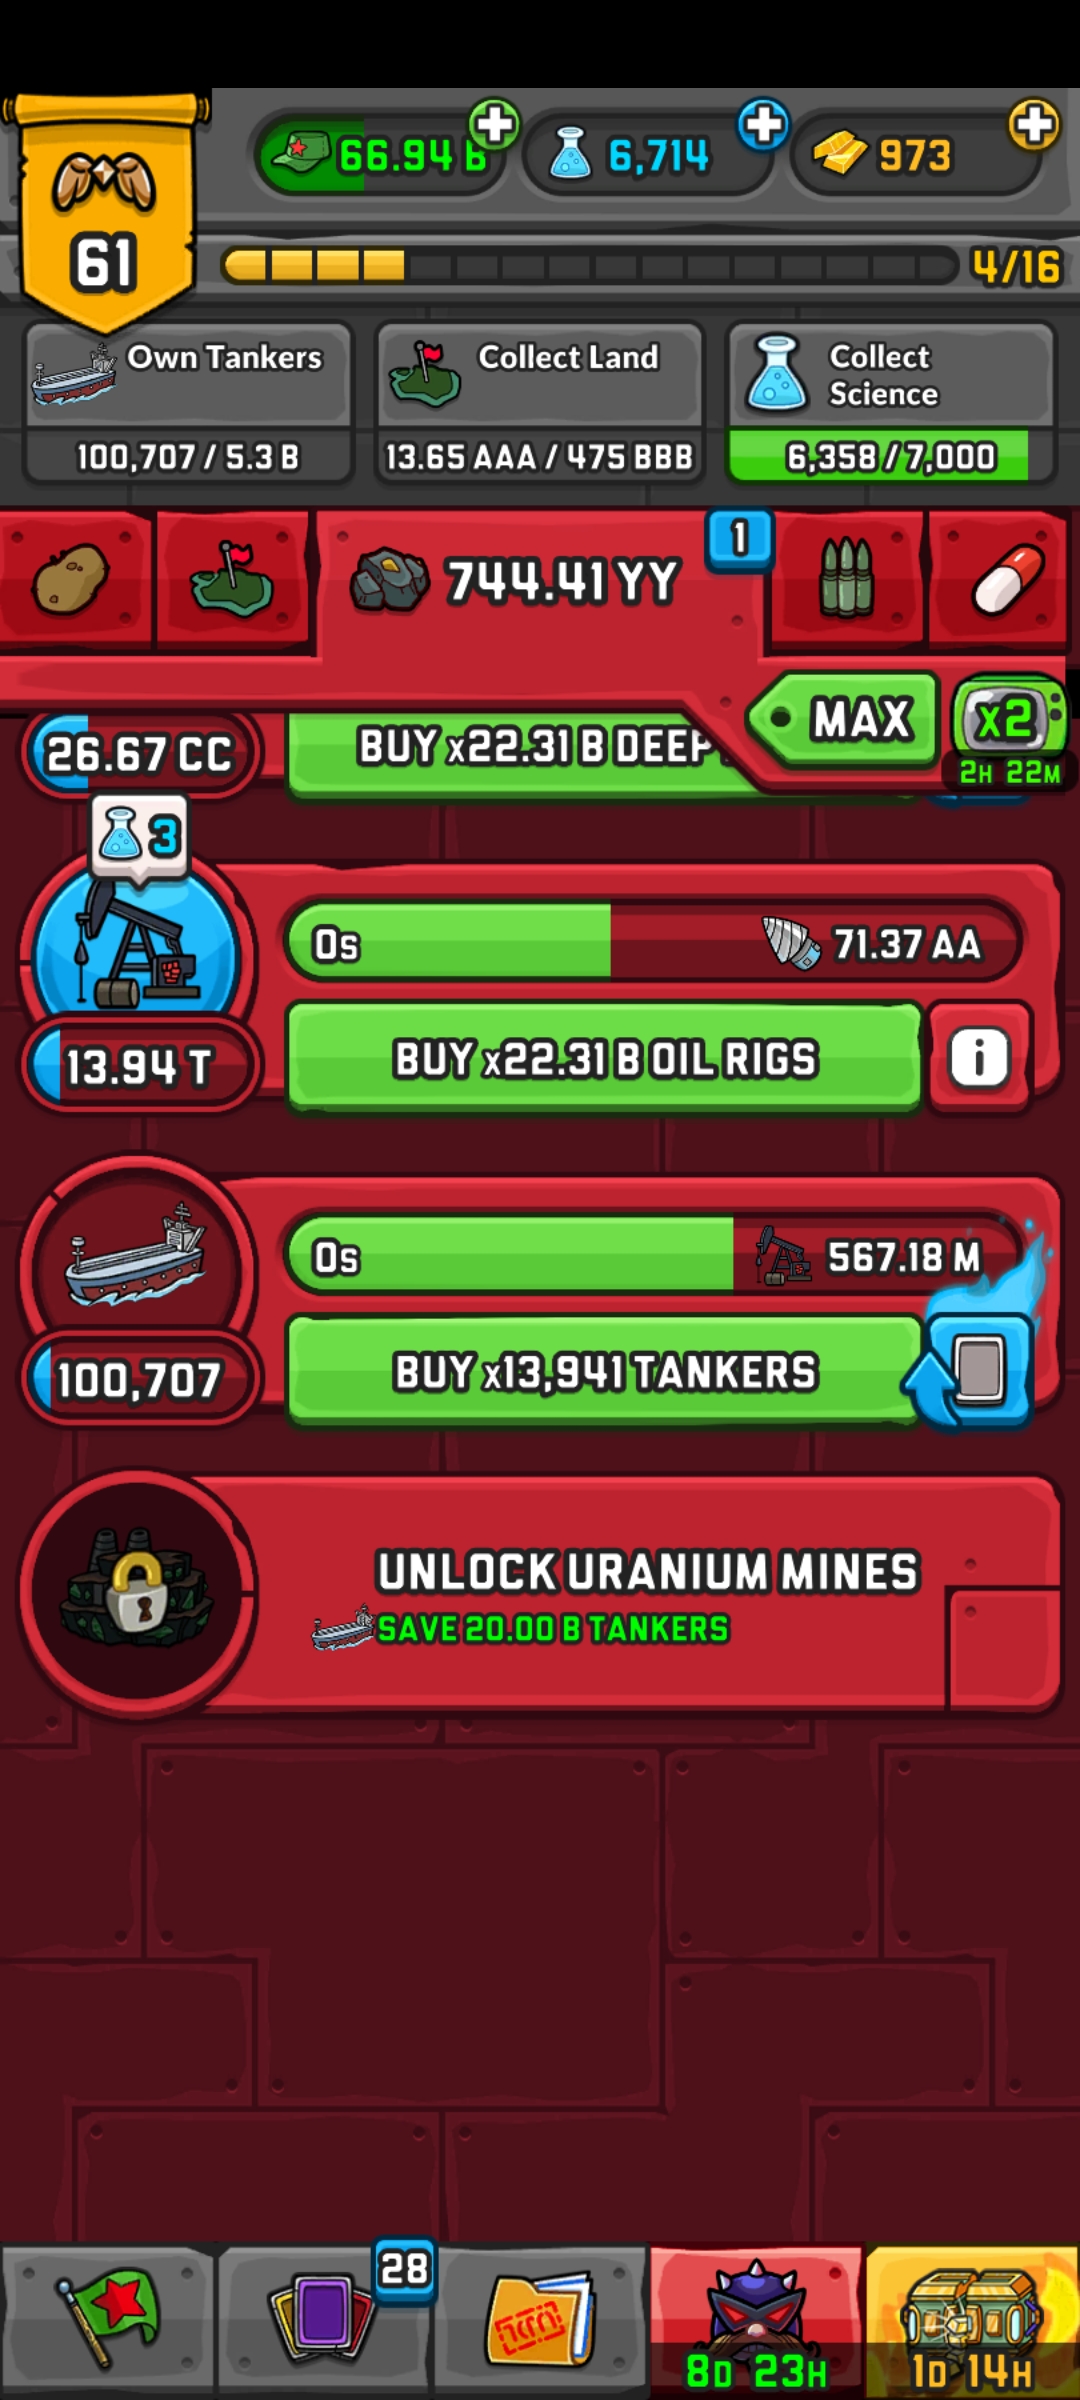 66.94 B
6,714
973
61
4/16
Own Tankers
100,707 / 5.3 B
Collect Land
13.65 AAA / 475 BBB
Collect
Science
6,358 / 7,000
744.41 YY
1
MAX
x2
2H 22M
26.67 CC
BUY x22.31 B DEEP
3
0s
71.37 AA
13.94 T
BUY x22.31 B OIL RIGS
i
0s
567.18 M
100,707
BUY x13,941 TANKERS
UNLOCK URANIUM MINES
SAVE 20.00 B TANKERS
28
8D 23H
1D 14H